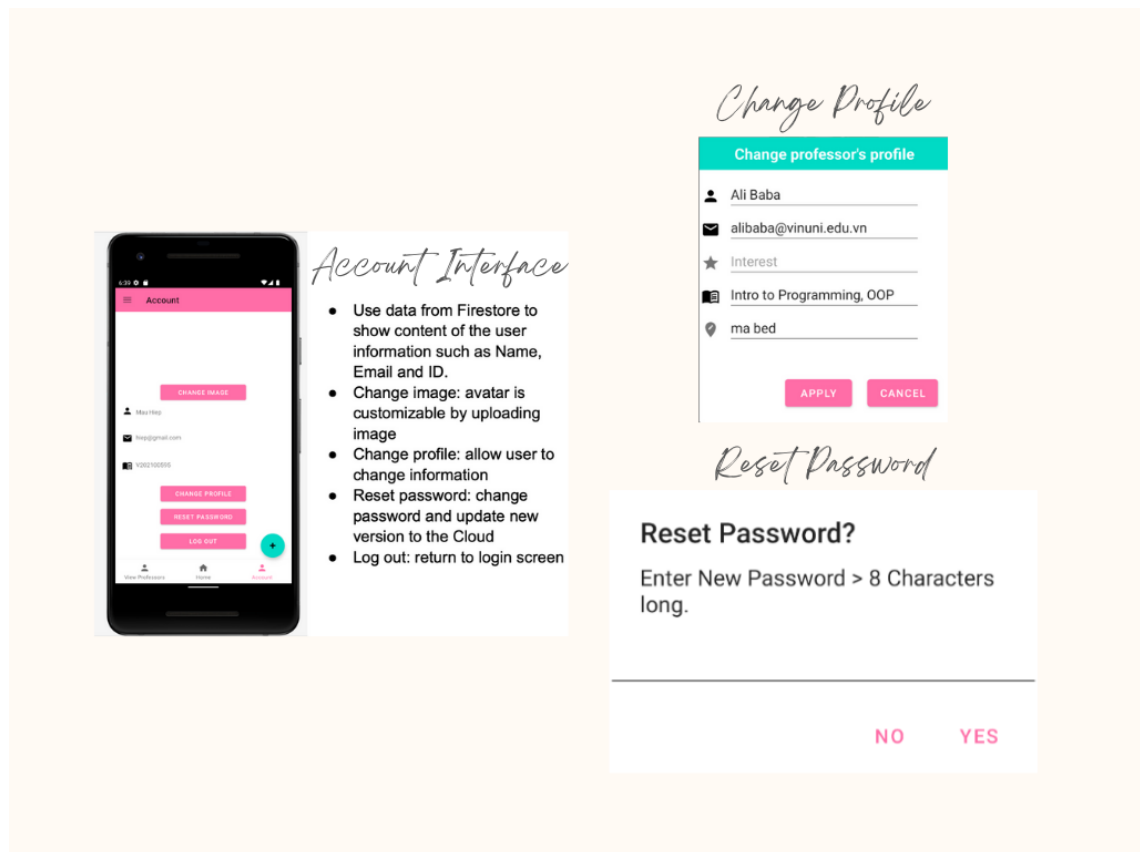 6:39
Account
CHANGE IMAGE
Mau Hiep
hiep@gmail.com
V202100555
CHANGE PROFILE
RESET PASSWORD
LOG OUT
+
View Professors
Home
Account
Account Interface
● Use data from Firestore to
show content of the user
information such as Name,
Email and ID.
● Change image: avatar is
customizable by uploading
image
● Change profile: allow user to
change information
● Reset password: change
password and update new
version to the Cloud
● Log out: return to login screen
Change Profile
Change professor's profile
Ali Baba
alibaba@vinuni.edu.vn
Interest
Intro to Programming, OOP
ma bed
APPLY
CANCEL
Reset Password
Reset Password?
Enter New Password > 8 Characters
long.
NO
YES